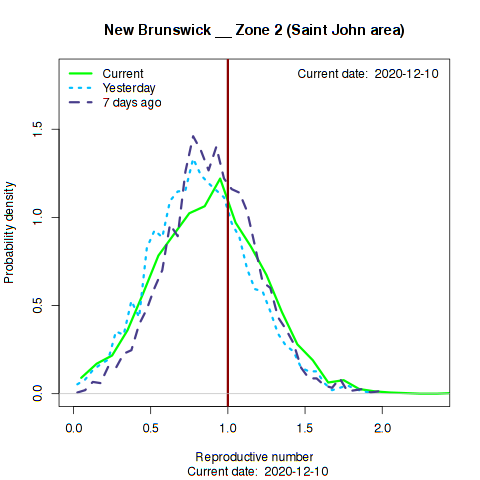 New Brunswick __ Zone 2 (Saint John area)
Current date: 2020-12-10
Current
Yesterday
7 days ago
Probability density
0.0
0.5
1.0
1.5
0.0 0.5 1.0 1.5 2.0
Reproductive number
Current date: 2020-12-10